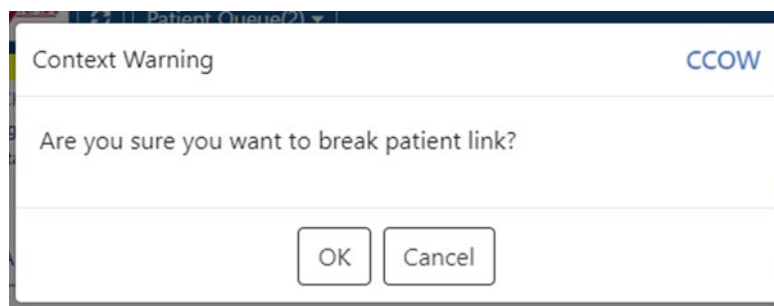 Patient Queue(2)
Context Warning CCOW
Are you sure you want to break patient link?
OK Cancel